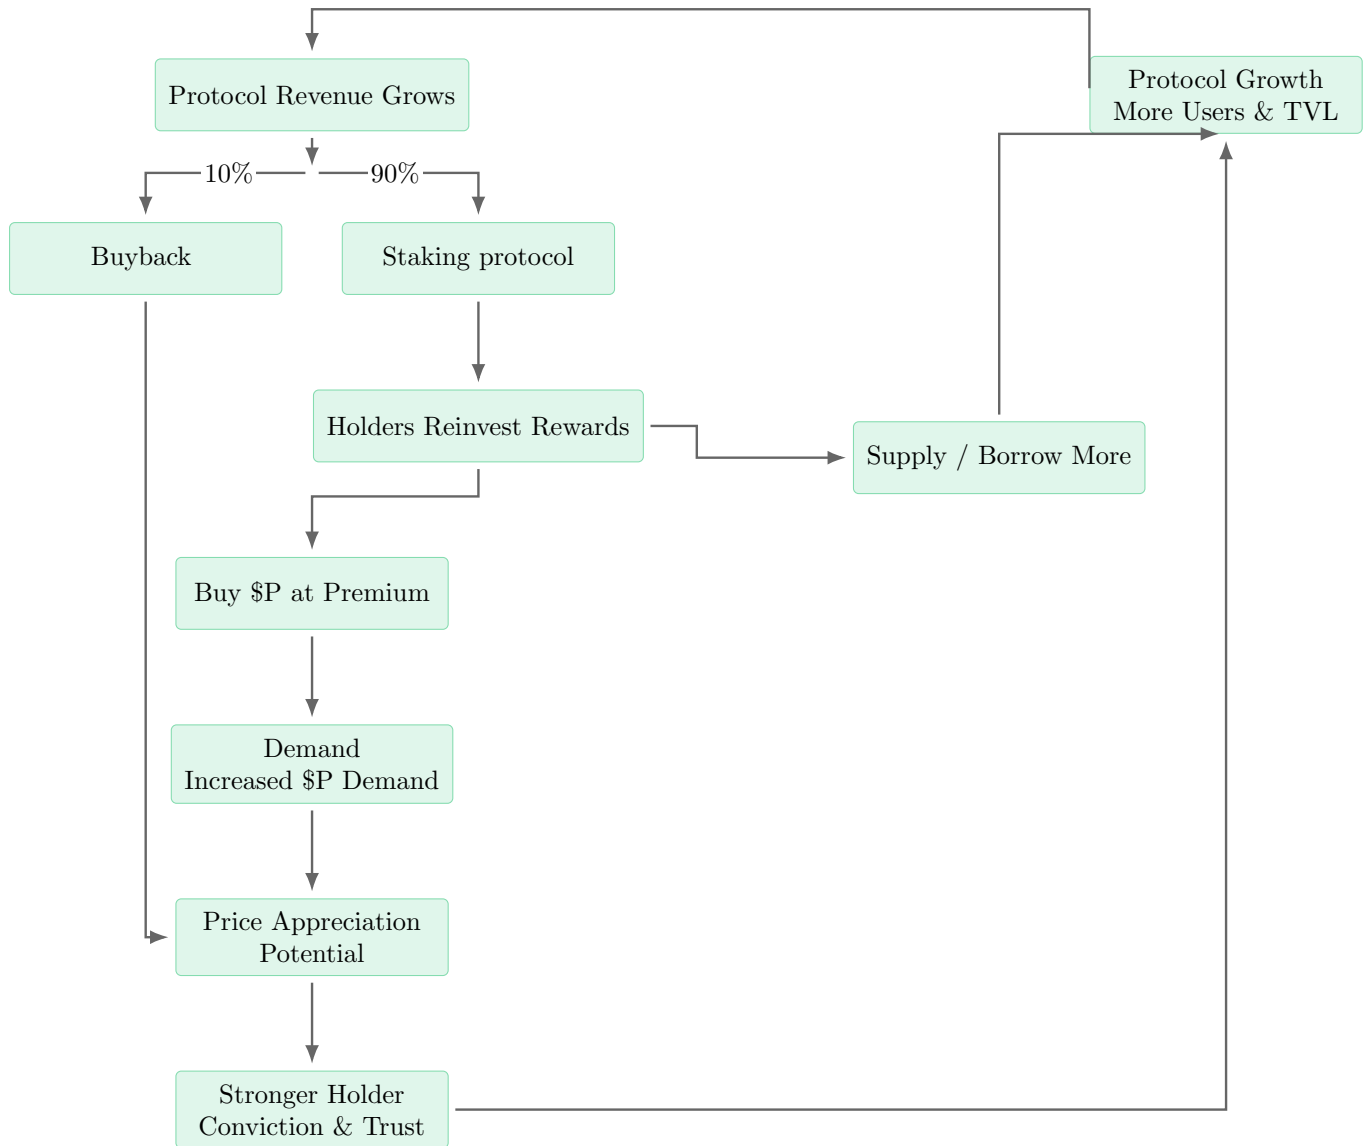 Protocol Revenue Grows
Protocol Growth
More Users & TVL
10%
90%
Buyback
Staking protocol
Holders Reinvest Rewards
Supply / Borrow More
Buy $P at Premium
Demand
Increased $P Demand
Price Appreciation
Potential
Stronger Holder
Conviction & Trust